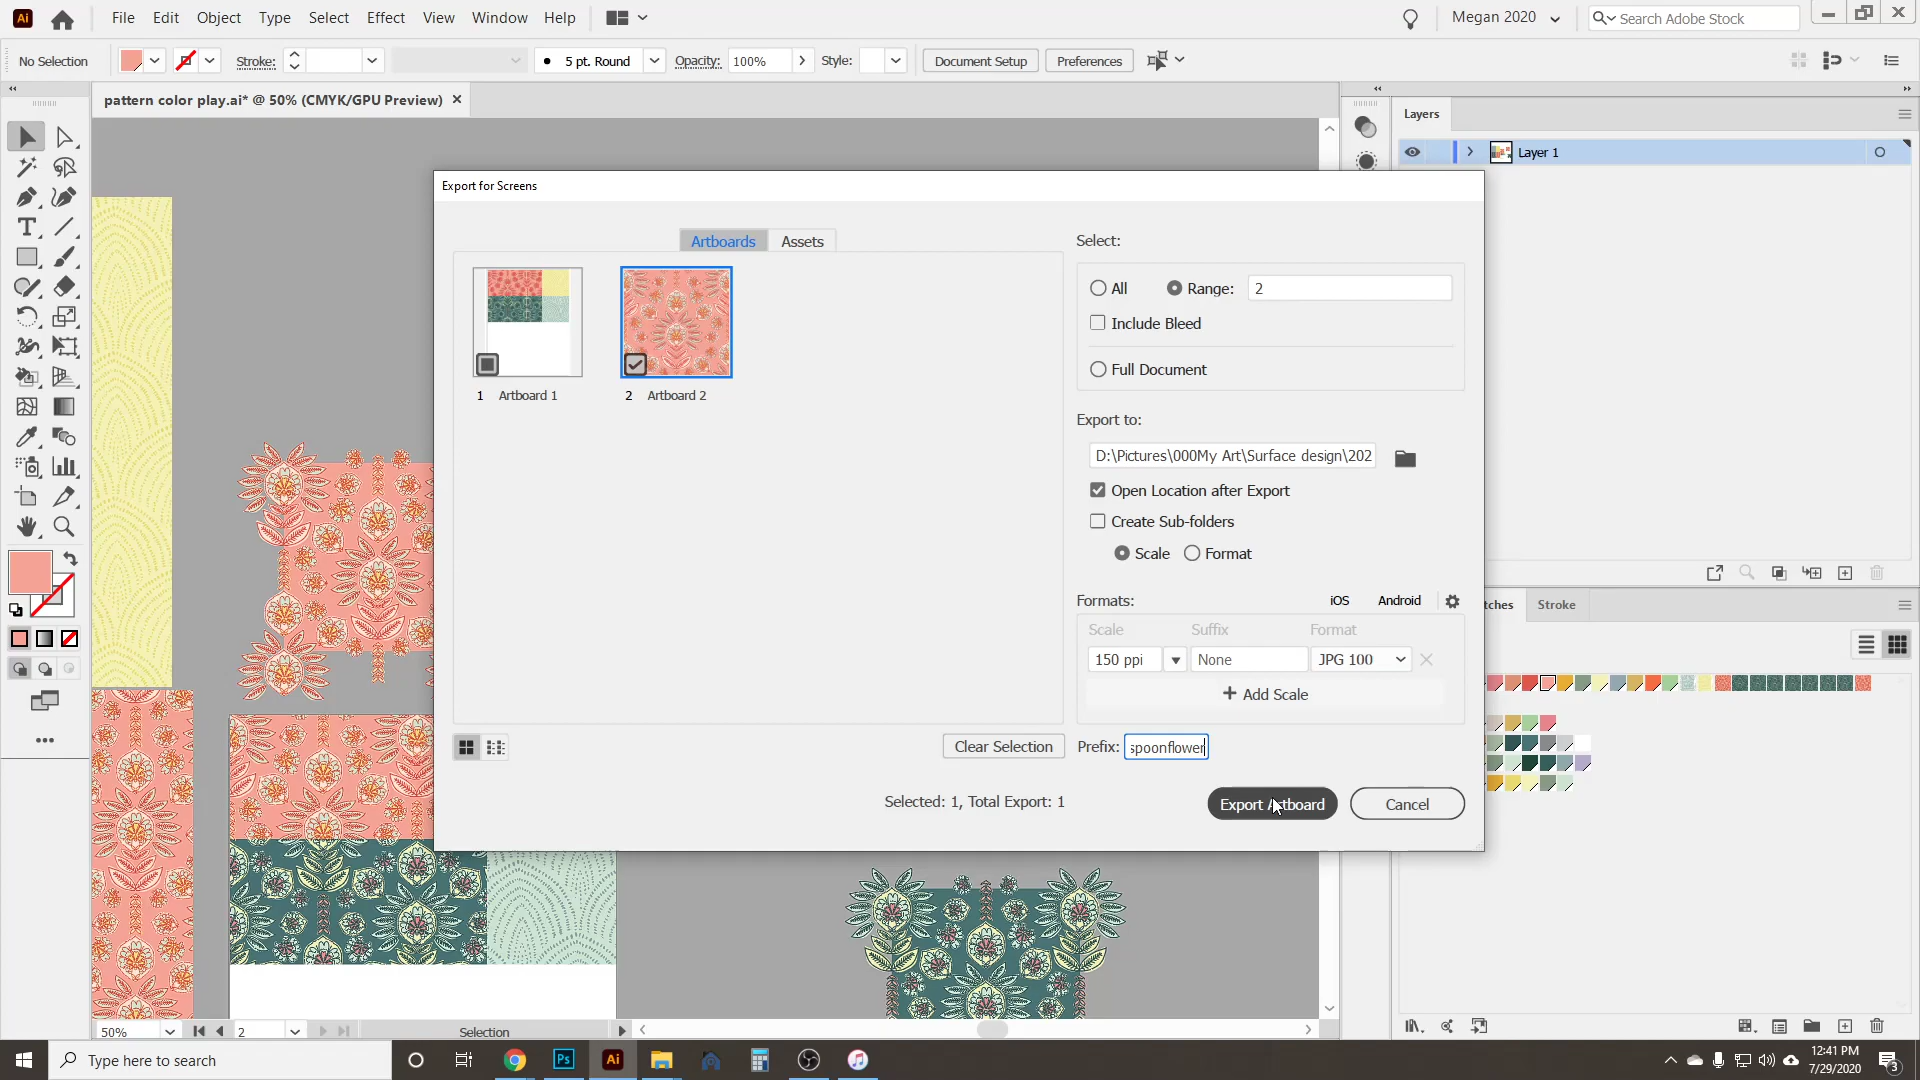 Ai File Edit Object Type Select Effect View Window Help Megan 2020 Search Adobe Stock
No Selection Stroke: 5 pt. Round Opacity: 100% Style: Document Setup Preferences
pattern color play.ai* @ 50% (CMYK/GPU Preview)
Layers
Layer 1
Export for Screens
Artboards Assets
1 Artboard 1
2 Artboard 2
Select:
All Range: 2
Include Bleed
Full Document
Export to:
D:\Pictures\000My Art\Surface design\202
Open Location after Export
Create Sub-folders
Scale Format
Formats: iOS Android
Scale Suffix Format
150 ppi None JPG 100
+ Add Scale
Clear Selection Prefix: spoonflower
Selected: 1, Total Export: 1
Export Artboard Cancel
tches Stroke
50% 2 Selection
Type here to search
Ps Ai
12:41 PM
7/29/2020
3